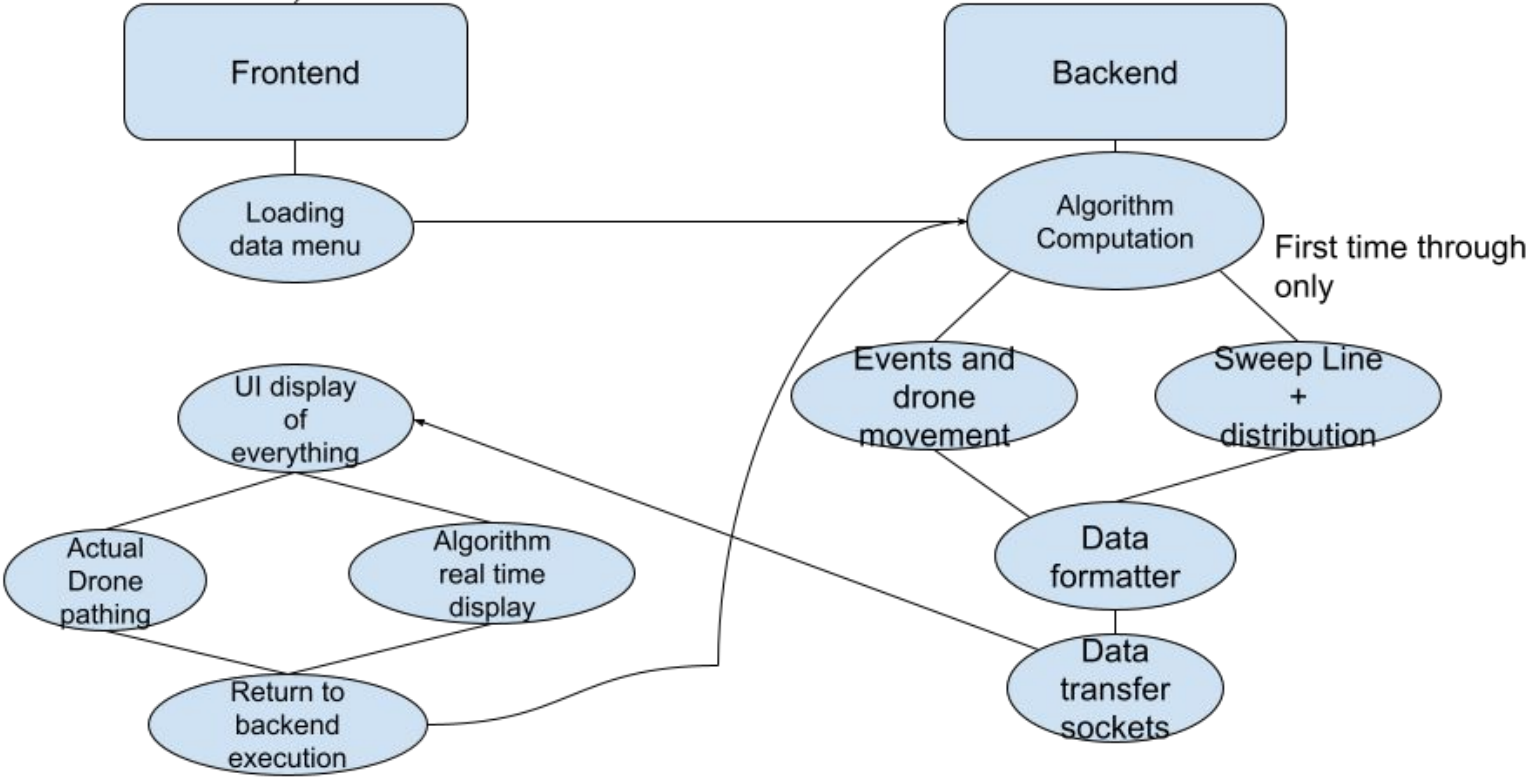 Frontend
Backend
Loading
data menu
Algorithm
Computation
First time through
only
UI display
of
everything
Events and
drone
movement
Sweep Line
+
distribution
Actual
Drone
pathing
Algorithm
real time
display
Data
formatter
Return to
backend
execution
Data
transfer
sockets